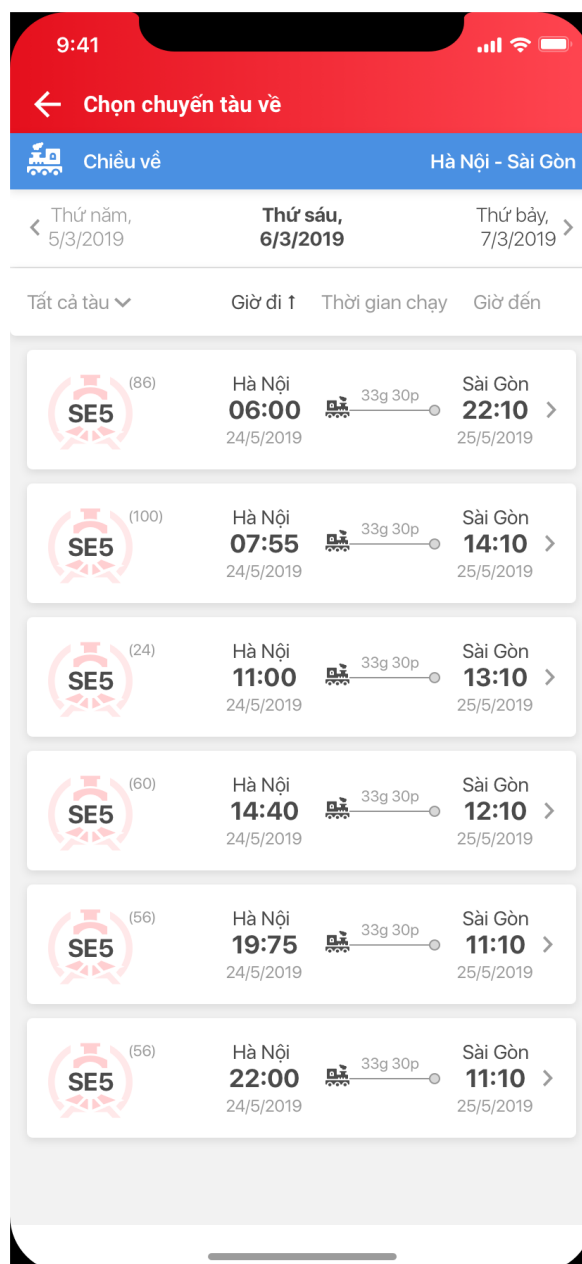 9:41
Chọn chuyến tàu về
Chiều về Hà Nội - Sài Gòn
Thứ năm, Thứ sáu, Thứ bảy,
5/3/2019 6/3/2019 7/3/2019
Tất cả tàu Giờ đi ↑ Thời gian chạy Giờ đến
(86) Hà Nội Sài Gòn
SE5 06:00 33g 30p 22:10
24/5/2019 25/5/2019
(100) Hà Nội Sài Gòn
SE5 07:55 33g 30p 14:10
24/5/2019 25/5/2019
(24) Hà Nội Sài Gòn
SE5 11:00 33g 30p 13:10
24/5/2019 25/5/2019
(60) Hà Nội Sài Gòn
SE5 14:40 33g 30p 12:10
24/5/2019 25/5/2019
(56) Hà Nội Sài Gòn
SE5 19:75 33g 30p 11:10
24/5/2019 25/5/2019
(56) Hà Nội Sài Gòn
SE5 22:00 33g 30p 11:10
24/5/2019 25/5/2019